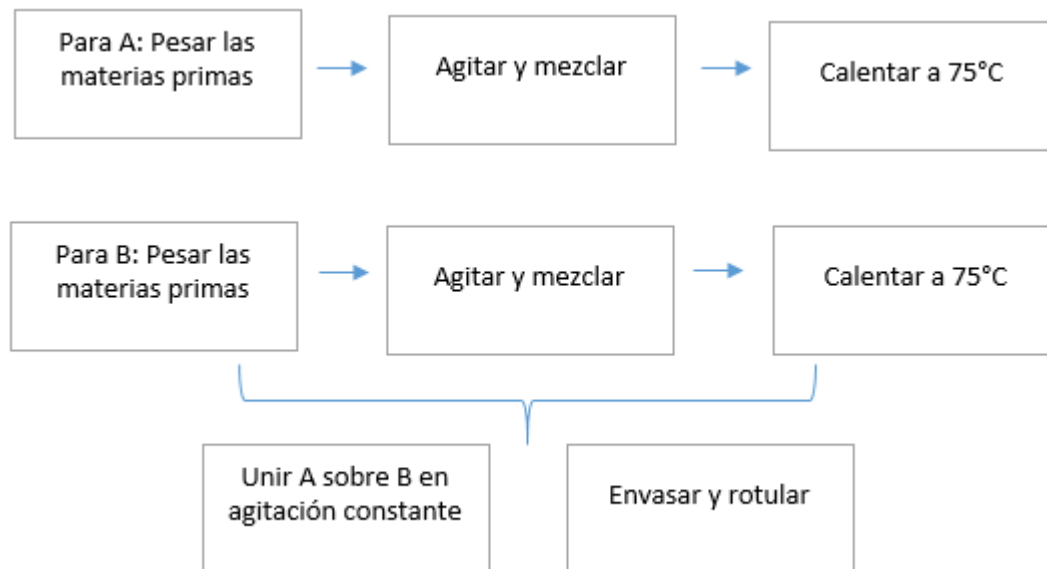 Para A: Pesar las
materias primas
Agitar y mezclar
Calentar a 75°C
Para B: Pesar las
materias primas
Agitar y mezclar
Calentar a 75°C
Unir A sobre B en
agitación constante
Envasar y rotular